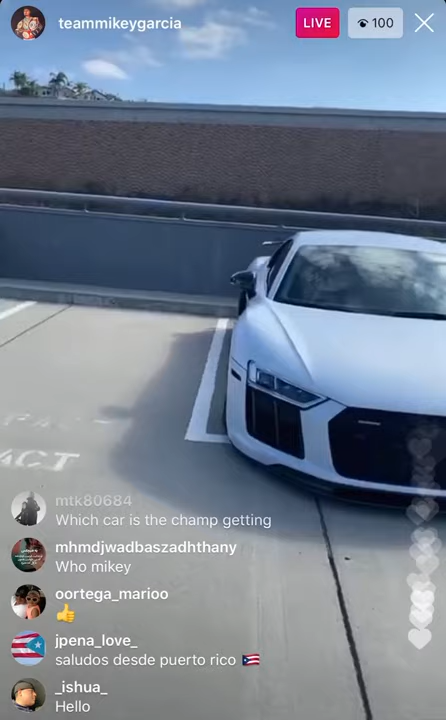 teammikeygarcia
LIVE
100
ACT
mtk80684
Which car is the champ getting
mhmdjwadbaszadhthany
Who mikey
oortega_marioo
👍
jpena_love_
saludos desde puerto rico 🇵🇷
_ishua_
Hello